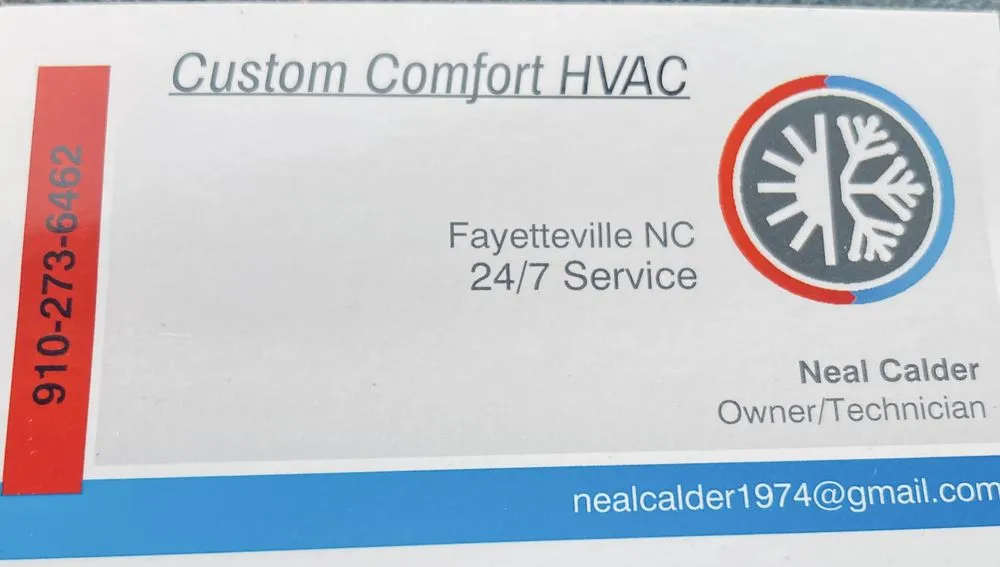 Custom Comfort HVAC
910-273-6462
Fayetteville NC
24/7 Service
Neal Calder
Owner/Technician
nealcalder1974@gmail.com